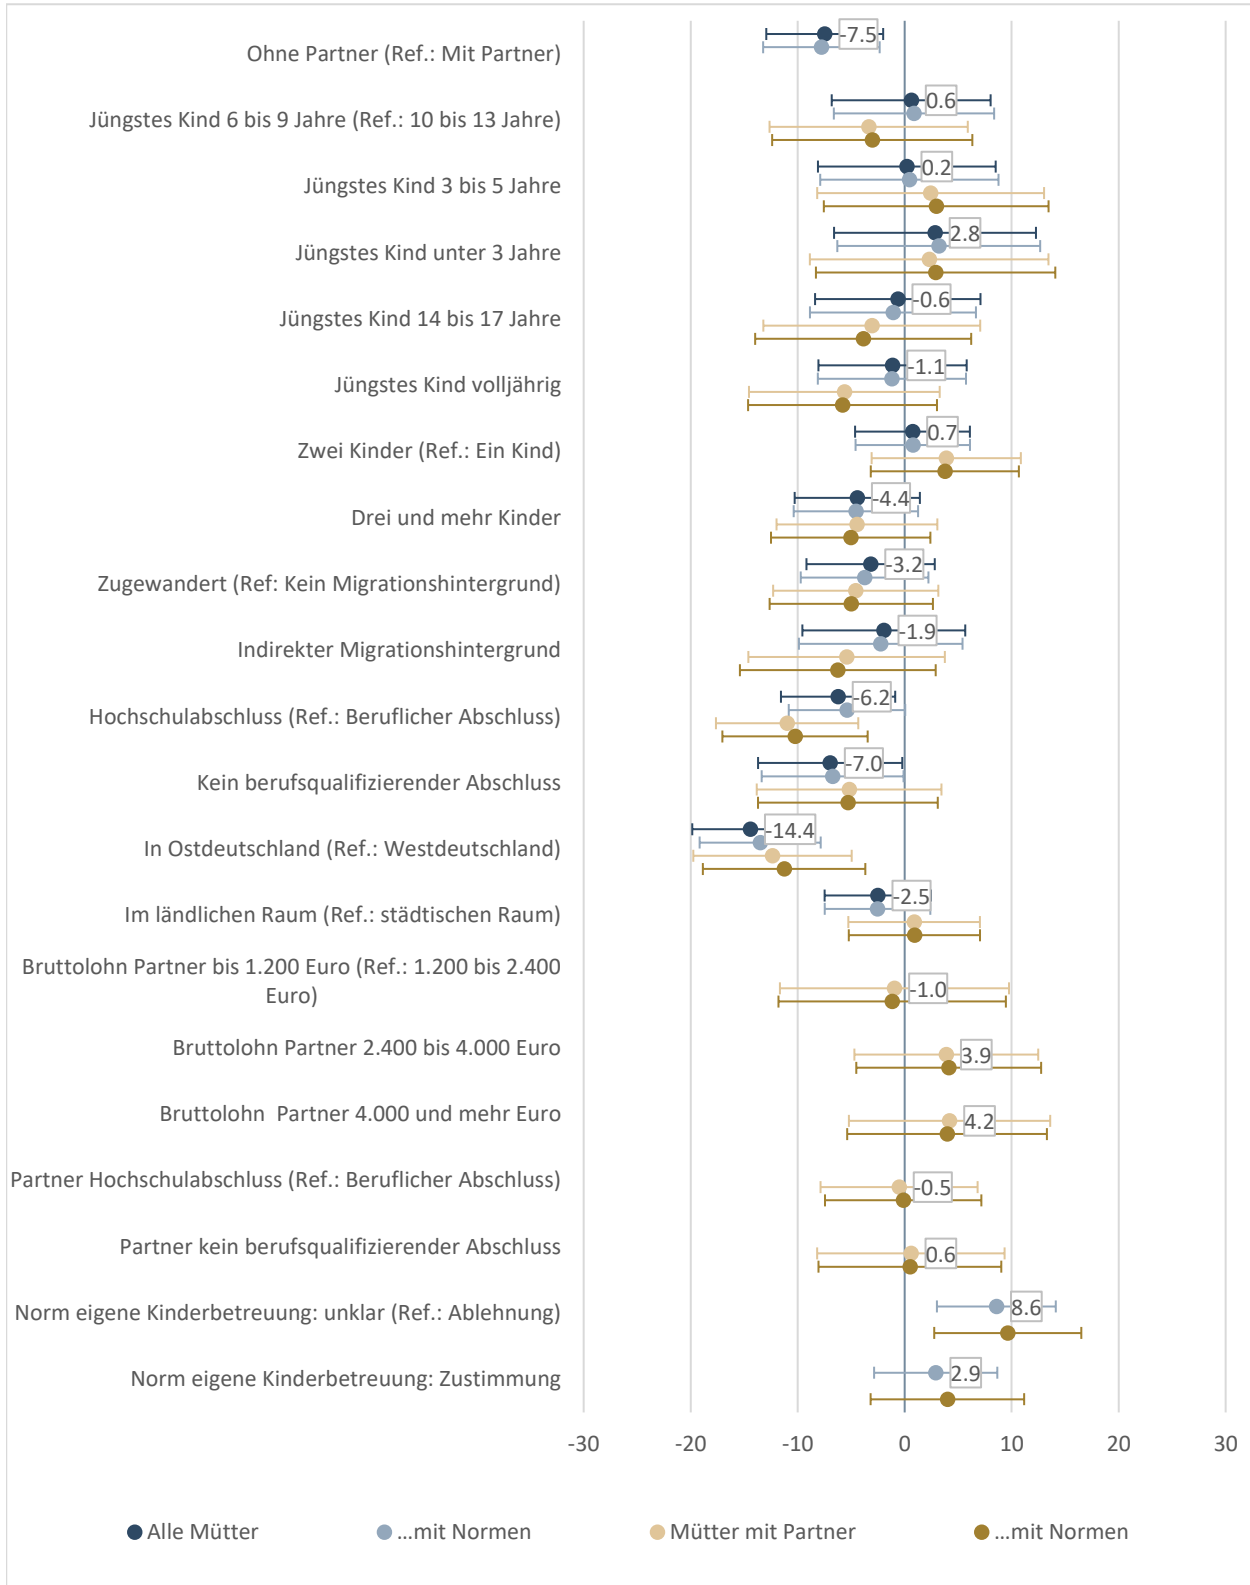 Ohne Partner (Ref.: Mit Partner)
-7.5
Jüngstes Kind 6 bis 9 Jahre (Ref.: 10 bis 13 Jahre)
0.6
Jüngstes Kind 3 bis 5 Jahre
0.2
Jüngstes Kind unter 3 Jahre
2.8
Jüngstes Kind 14 bis 17 Jahre
-0.6
Jüngstes Kind volljährig
-1.1
Zwei Kinder (Ref.: Ein Kind)
0.7
Drei und mehr Kinder
-4.4
Zugewandert (Ref: Kein Migrationshintergrund)
-3.2
Indirekter Migrationshintergrund
-1.9
Hochschulabschluss (Ref.: Beruflicher Abschluss)
-6.2
Kein berufsqualifizierender Abschluss
-7.0
In Ostdeutschland (Ref.: Westdeutschland)
-14.4
Im ländlichen Raum (Ref.: städtischen Raum)
-2.5
Bruttolohn Partner bis 1.200 Euro (Ref.: 1.200 bis 2.400
Euro)
-1.0
Bruttolohn Partner 2.400 bis 4.000 Euro
3.9
Bruttolohn  Partner 4.000 und mehr Euro
4.2
Partner Hochschulabschluss (Ref.: Beruflicher Abschluss)
-0.5
Partner kein berufsqualifizierender Abschluss
0.6
Norm eigene Kinderbetreuung: unklar (Ref.: Ablehnung)
8.6
Norm eigene Kinderbetreuung: Zustimmung
2.9
-30 -20 -10 0 10 20 30
Alle Mütter ...mit Normen Mütter mit Partner ...mit Normen